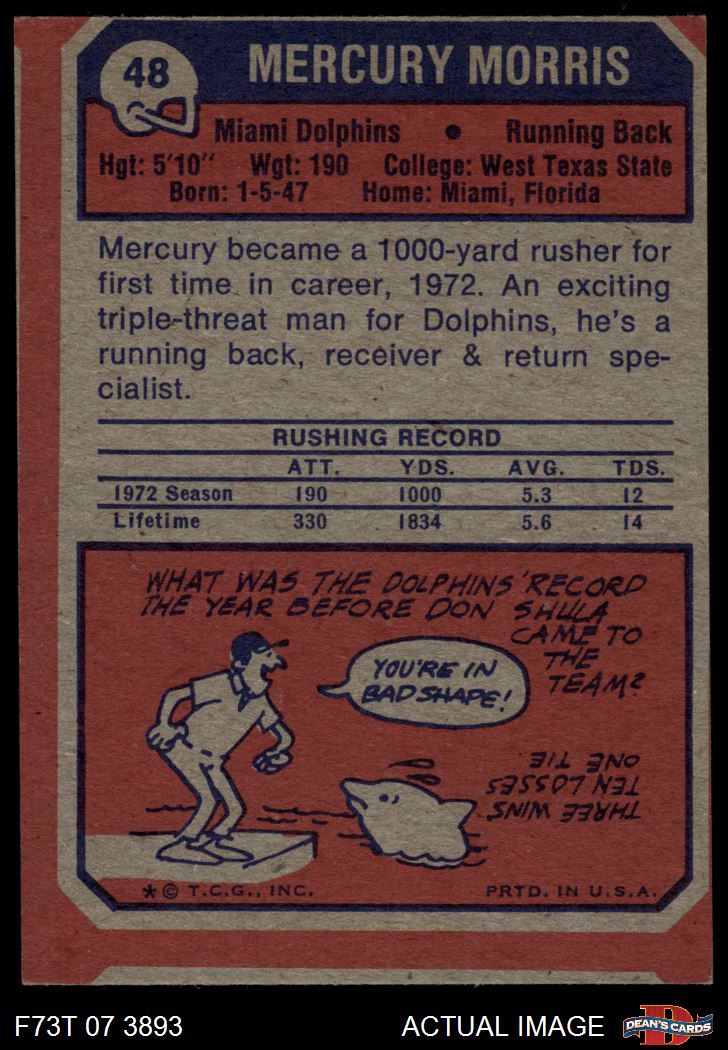 48
MERCURY MORRIS
Miami Dolphins • Running Back
Hgt: 5'10" Wgt: 190 College: West Texas State
Born: 1-5-47 Home: Miami, Florida
Mercury became a 1000-yard rusher for
first time in career, 1972. An exciting
triple-threat man for Dolphins, he's a
running back, receiver & return spe-
cialist.
RUSHING RECORD
ATT. YDS. AVG. TDS.
1972 Season 190 1000 5.3 12
Lifetime 330 1834 5.6 14
WHAT WAS THE DOLPHINS' RECORD
THE YEAR BEFORE DON SHULA
CAME TO
THE
TEAM?
YOU'RE IN
BAD SHAPE!
THREE WINS
TEN LOSSES
ONE TIE
* © T.C.G., INC. PRTD. IN U.S.A.
F73T 07 3893 ACTUAL IMAGE
D
DEAN'S CARDS